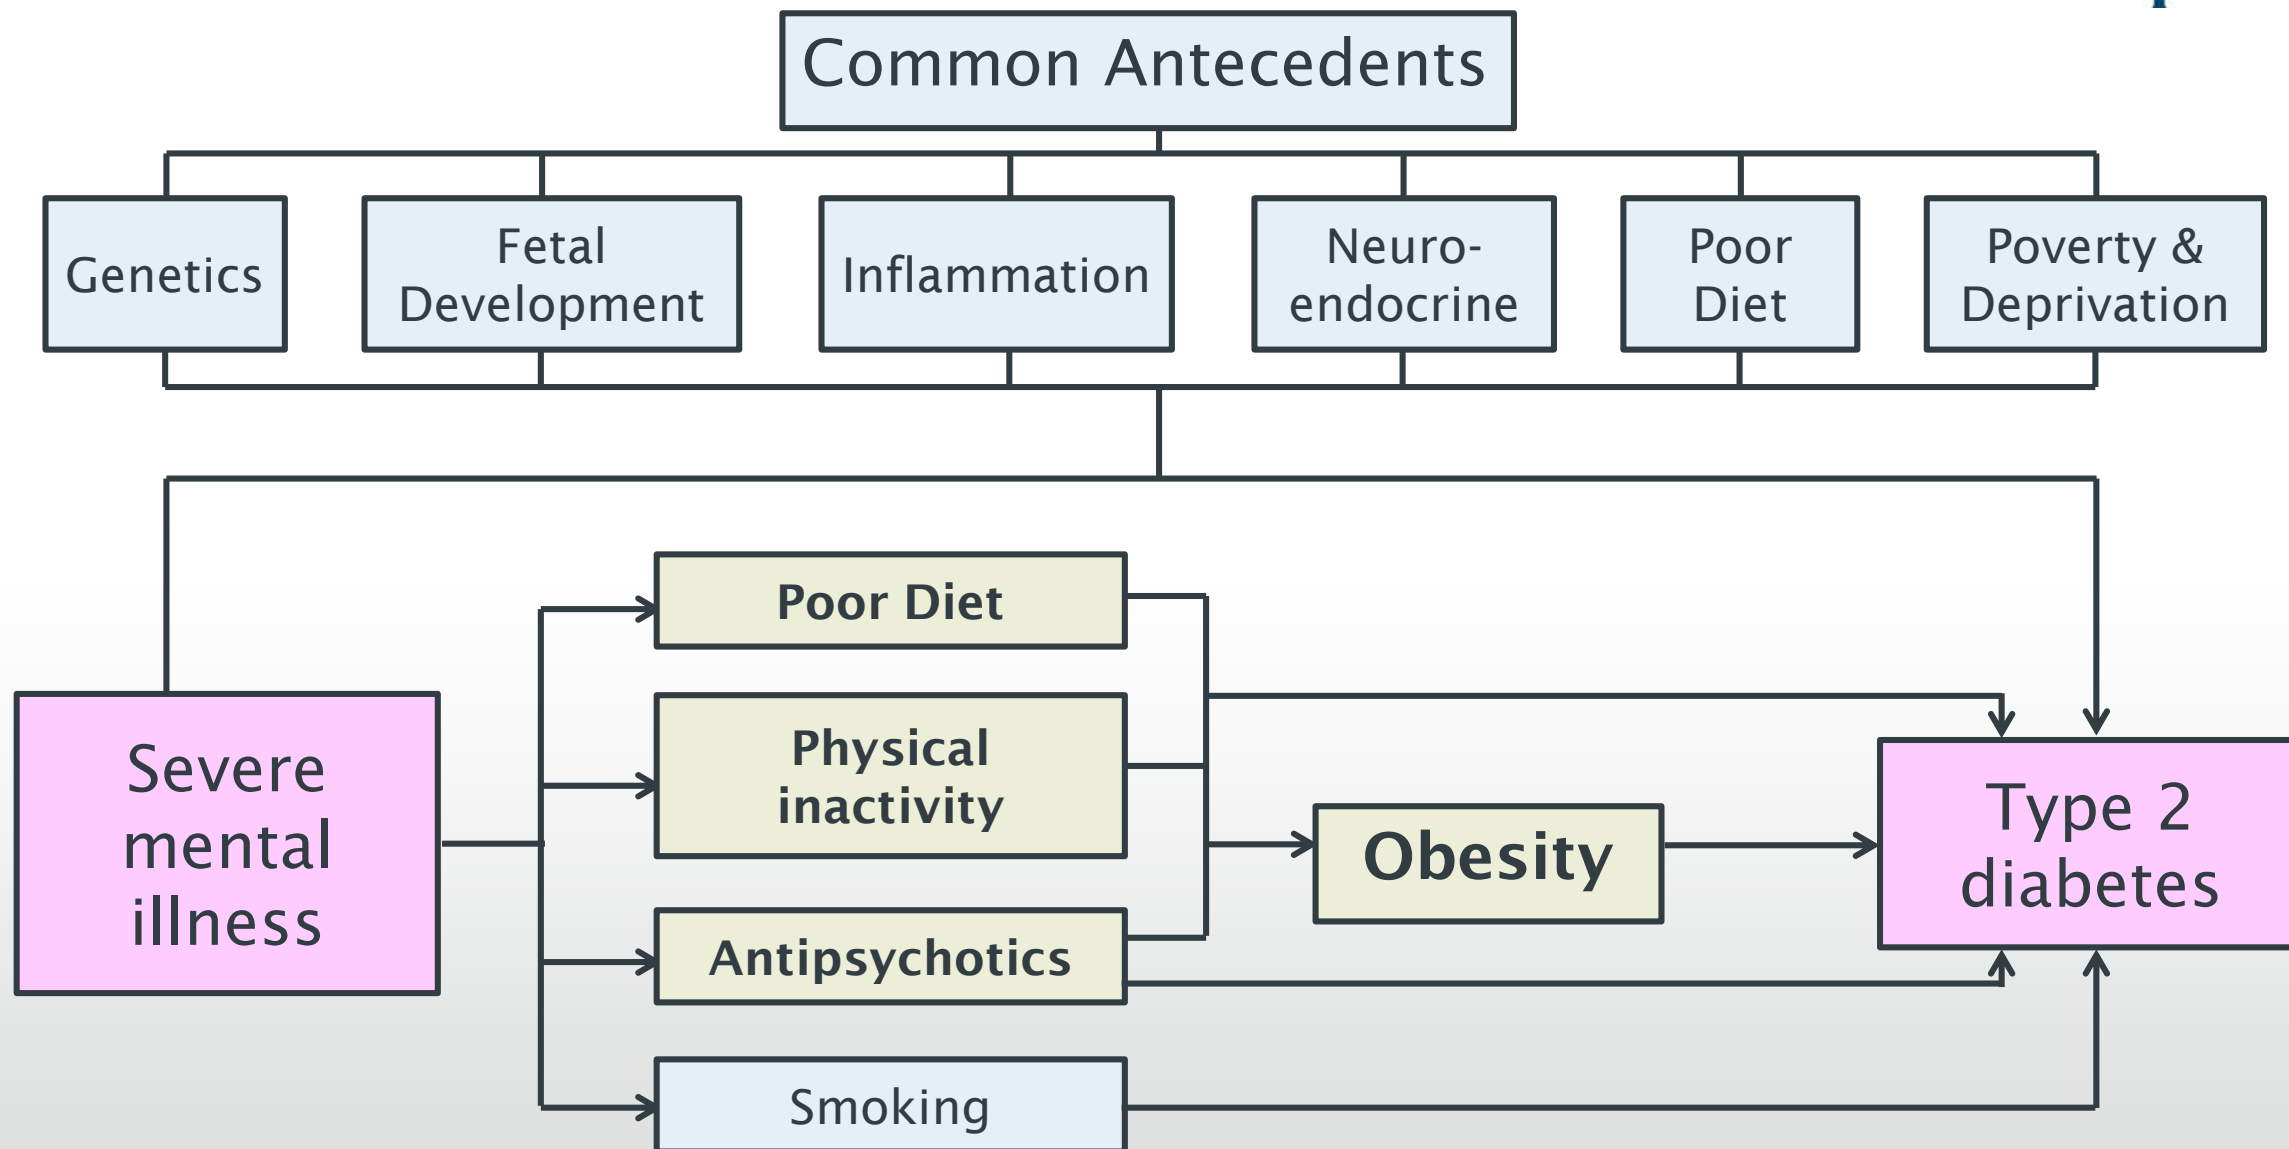 Common Antecedents
Genetics
Fetal
Development
Inflammation
Neuro-
endocrine
Poor
Diet
Poverty &
Deprivation
Severe
mental
illness
Poor Diet
Physical
inactivity
Antipsychotics
Smoking
Obesity
Type 2
diabetes